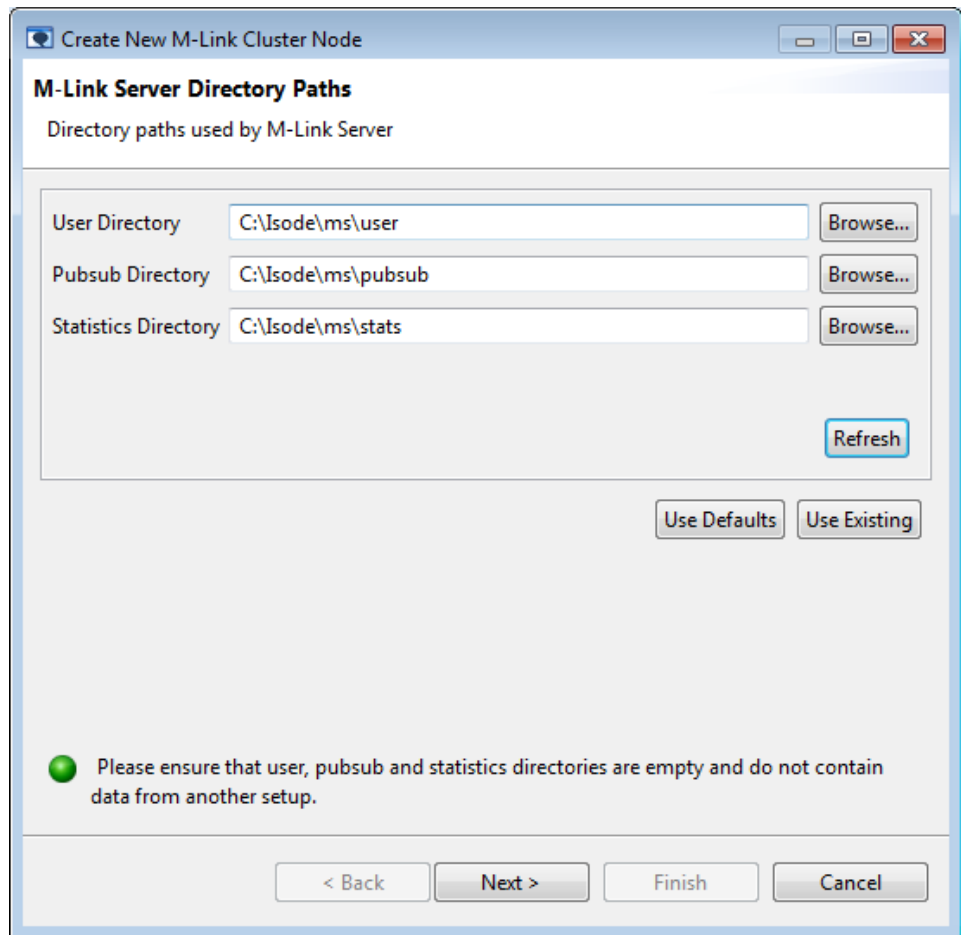 Create New M-Link Cluster Node
M-Link Server Directory Paths
Directory paths used by M-Link Server
User Directory C:\Isode\ms\user Browse...
Pubsub Directory C:\Isode\ms\pubsub Browse...
Statistics Directory C:\Isode\ms\stats Browse...
Refresh
Use Defaults Use Existing
Please ensure that user, pubsub and statistics directories are empty and do not contain
data from another setup.
< Back Next > Finish Cancel